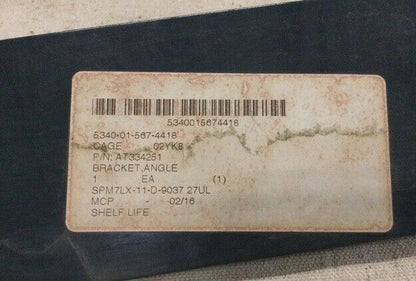 5340015674418
5340-01-567-4418
CAGE 02YK8
P/N: AT334251
BRACKET,ANGLE
1 EA (1)
SPM7LX-11-D-9037 27UL
MCP - 02/16
SHELF LIFE